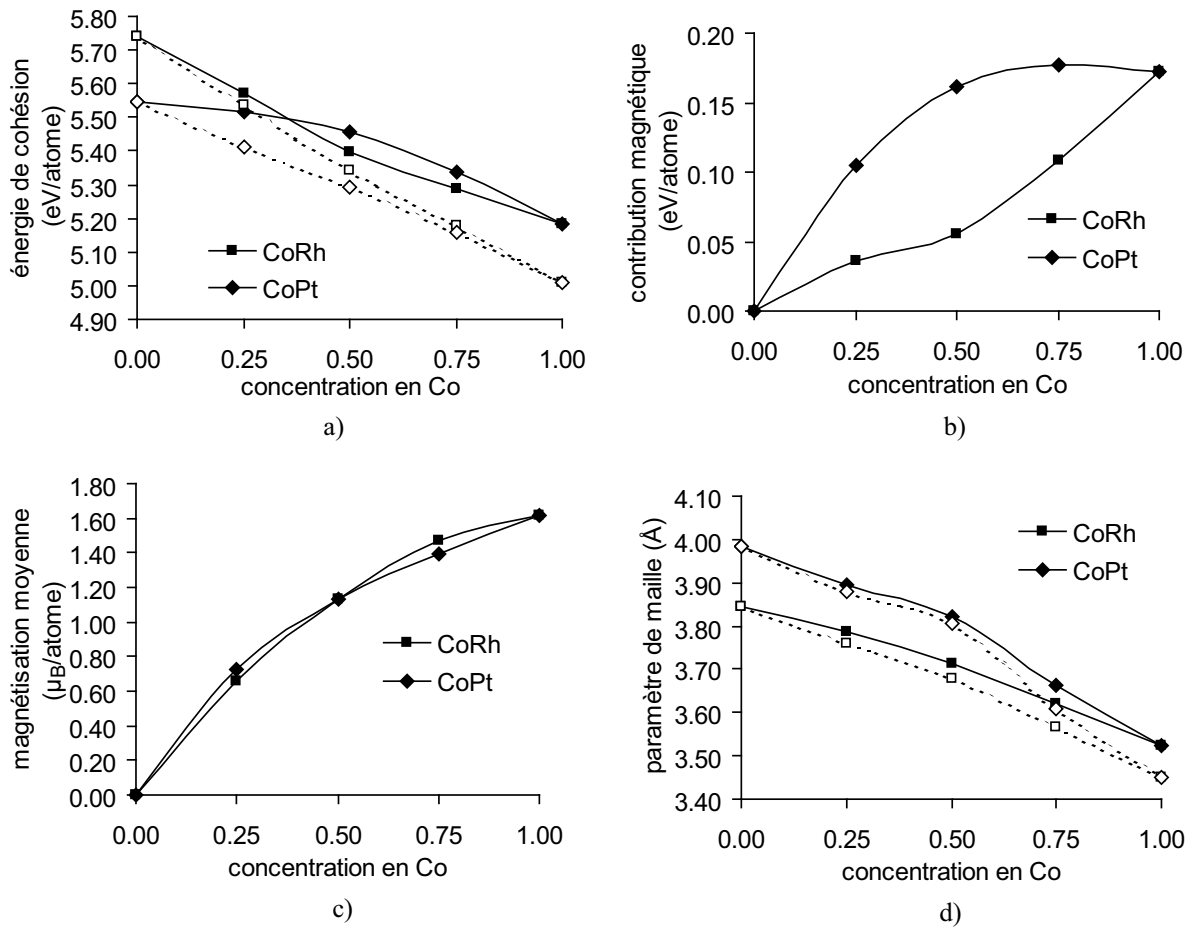 5.80
5.70
5.60
5.50
5.40
5.30
5.20
5.10
5.00
4.90
énergie de cohésion
(eV/atome)
CoRh
CoPt
0.00 0.25 0.50 0.75 1.00
concentration en Co
a)
0.20
0.15
0.10
0.05
0.00
contribution magnétique
(eV/atome)
CoRh
CoPt
0.00 0.25 0.50 0.75 1.00
concentration en Co
b)
1.80
1.60
1.40
1.20
1.00
0.80
0.60
0.40
0.20
0.00
magnétisation moyenne
(µB/atome)
CoRh
CoPt
0.00 0.25 0.50 0.75 1.00
concentration en Co
c)
4.10
4.00
3.90
3.80
3.70
3.60
3.50
3.40
paramètre de maille (Å)
CoRh
CoPt
0.00 0.25 0.50 0.75 1.00
concentration en Co
d)